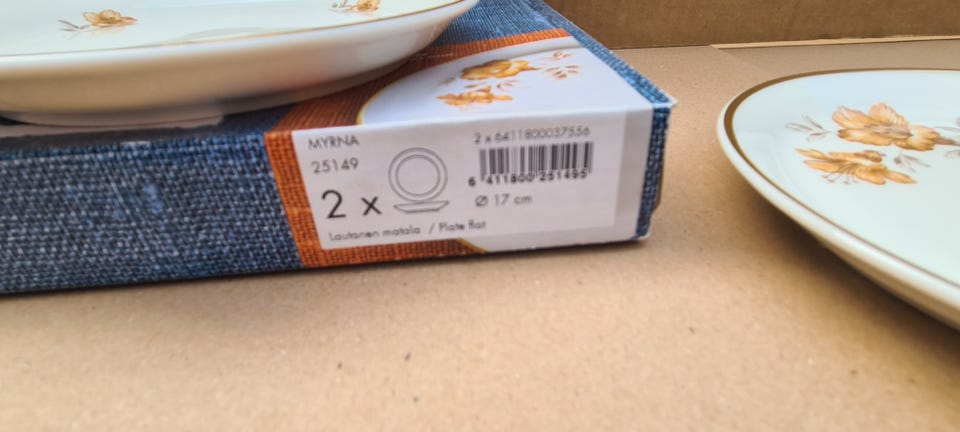 MYRNA
25149
2 x
Lautanen matala / Plate flat
2 x 6411800037556
6 411800 251495
Ø 17 cm